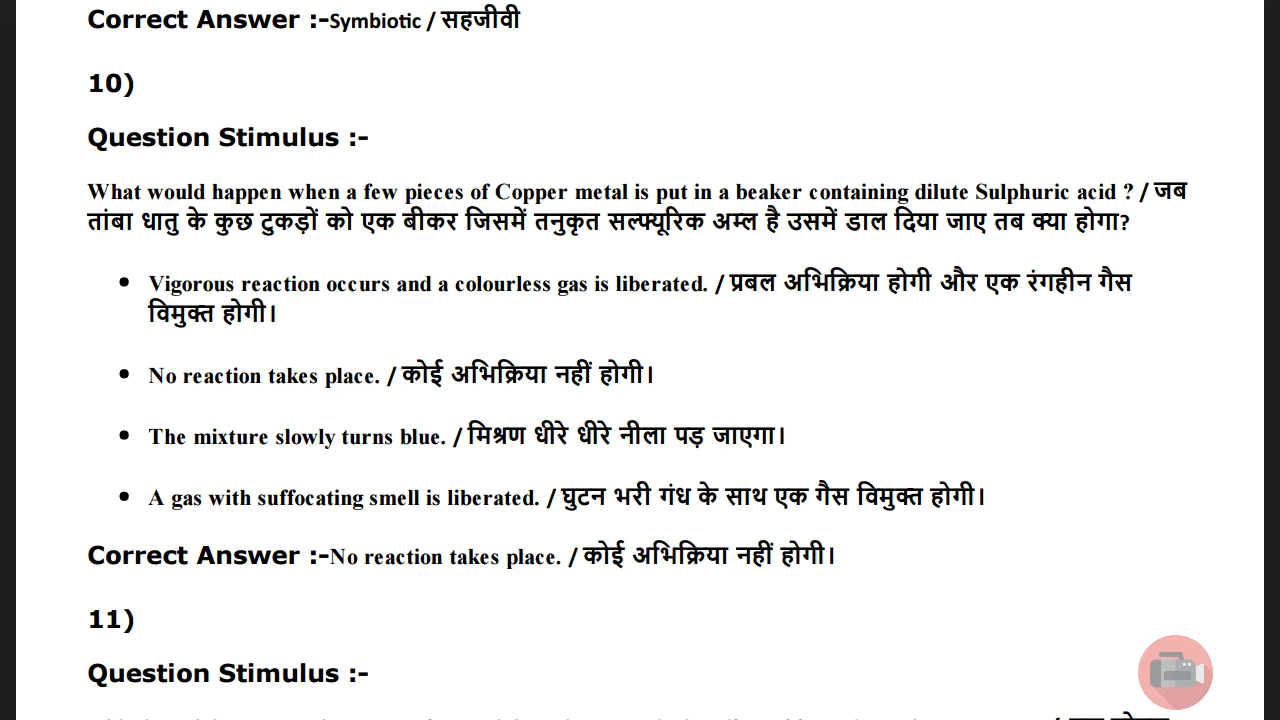 Correct Answer :-Symbiotic / सहजीवी
10)
Question Stimulus :-
What would happen when a few pieces of Copper metal is put in a beaker containing dilute Sulphuric acid ? / जब
तांबा धातु के कुछ टुकड़ों को एक बीकर जिसमें तनुकृत सल्फ्यूरिक अम्ल है उसमें डाल दिया जाए तब क्या होगा?
• Vigorous reaction occurs and a colourless gas is liberated. / प्रबल अभिक्रिया होगी और एक रंगहीन गैस
विमुक्त होगी।
• No reaction takes place. / कोई अभिक्रिया नहीं होगी।
• The mixture slowly turns blue. / मिश्रण धीरे धीरे नीला पड़ जाएगा।
• A gas with suffocating smell is liberated. / घुटन भरी गंध के साथ एक गैस विमुक्त होगी।
Correct Answer :-No reaction takes place. / कोई अभिक्रिया नहीं होगी।
11)
Question Stimulus :-